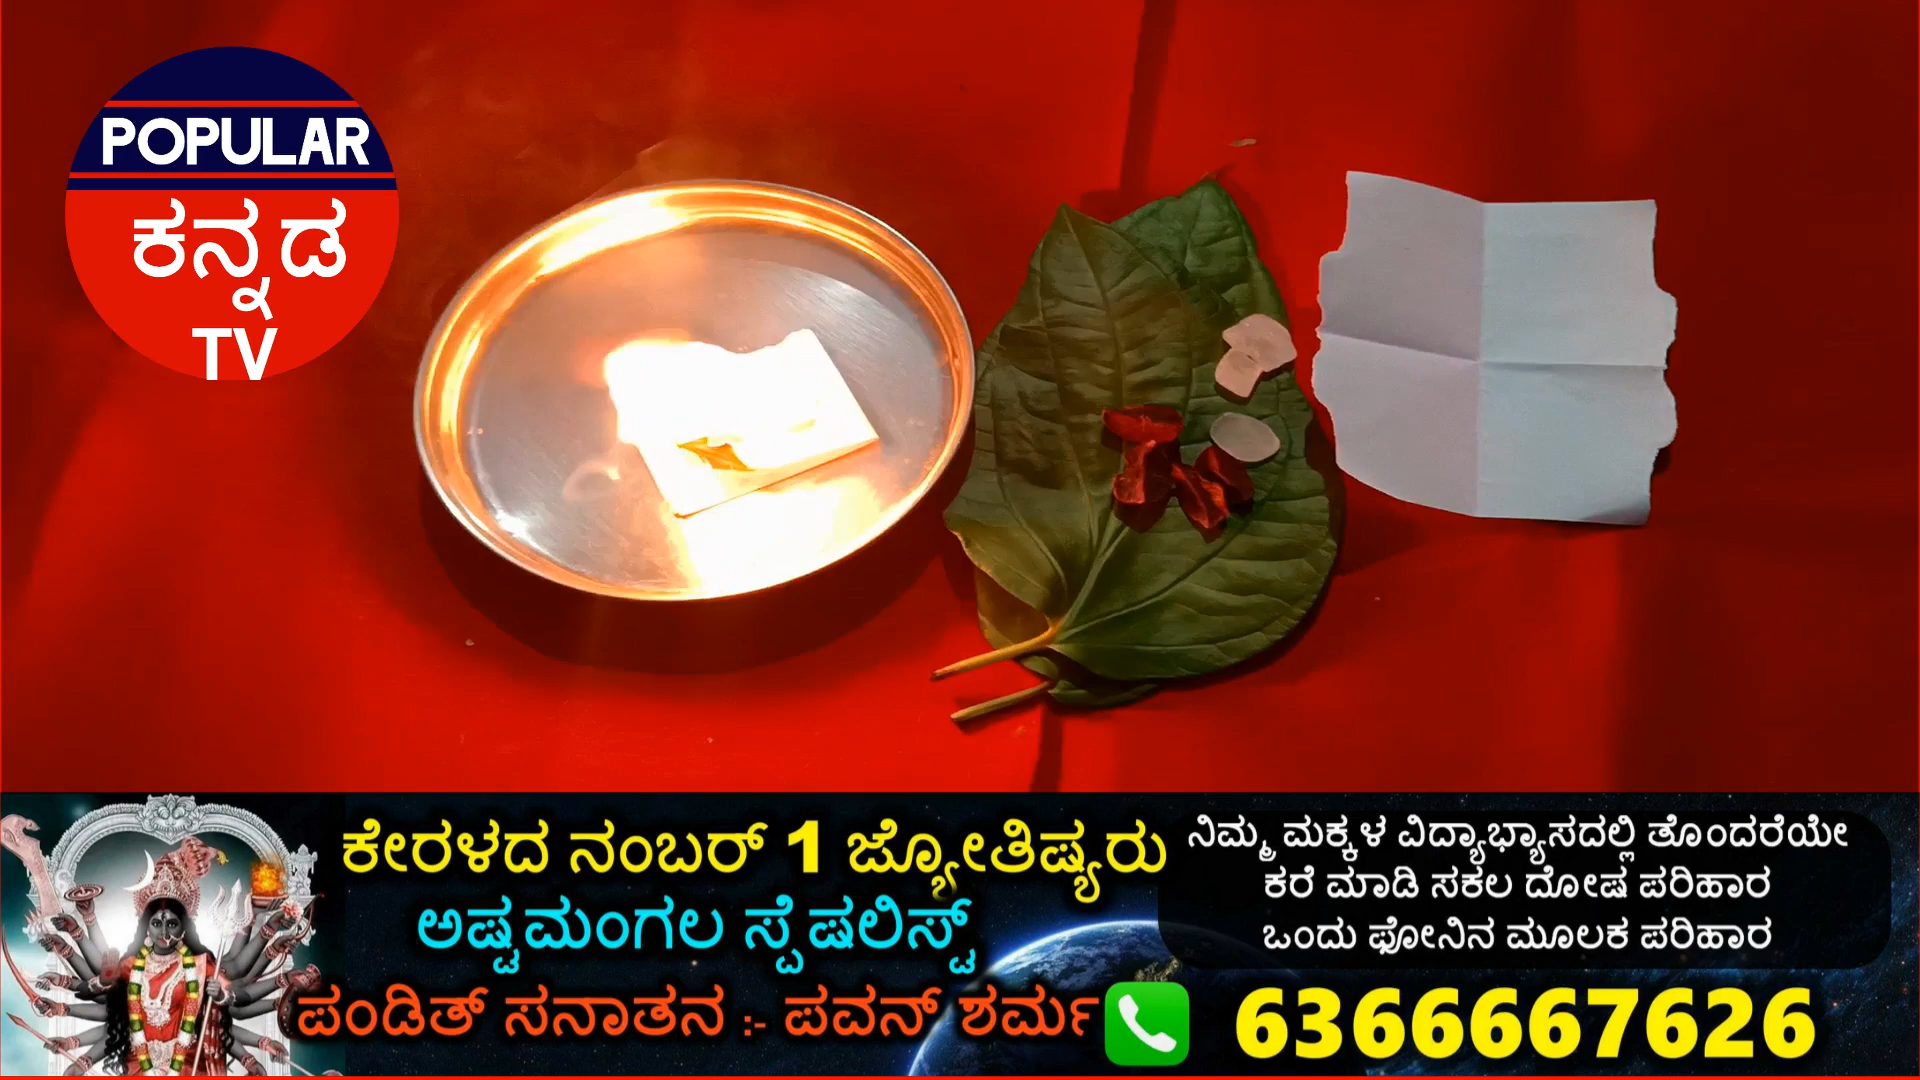 POPULAR
ಕನ್ನಡ
TV
ಕೇರಳದ ನಂಬರ್ 1 ಜ್ಯೋತಿಷ್ಯರು
ಅಷ್ಟಮಂಗಲ ಸ್ಪೆಷಲಿಸ್ಟ್
ಪಂಡಿತ್ ಸನಾತನ :- ಪವನ್ ಶರ್ಮ
ನಿಮ್ಮ ಮಕ್ಕಳ ವಿದ್ಯಾಭ್ಯಾಸದಲ್ಲಿ ತೊಂದರೆಯೇ
ಕರೆ ಮಾಡಿ ಸಕಲ ದೋಷ ಪರಿಹಾರ
ಒಂದು ಫೋನಿನ ಮೂಲಕ ಪರಿಹಾರ
6366667626